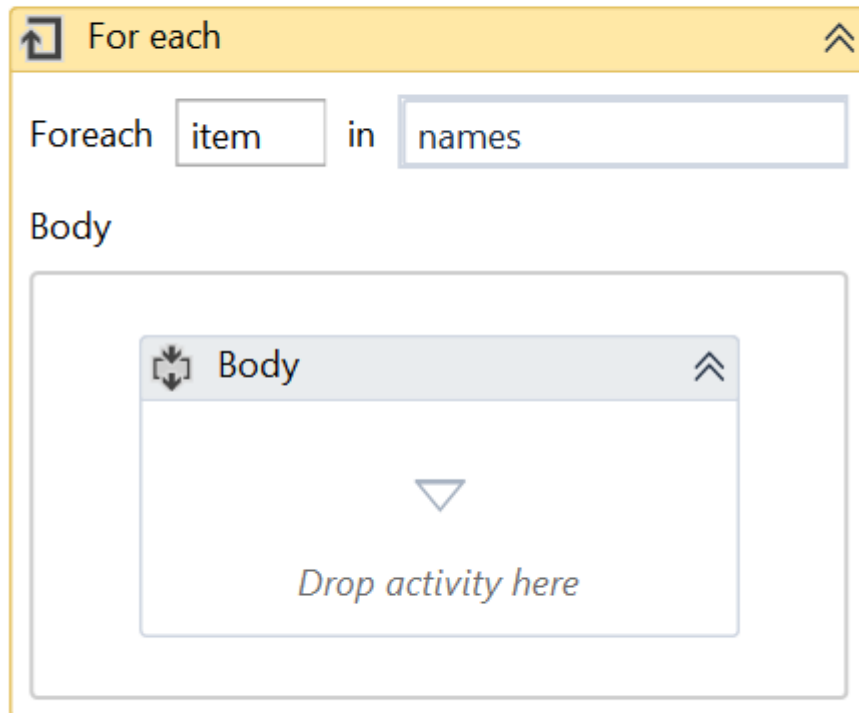 For each
Foreach item in names
Body
Body
Drop activity here